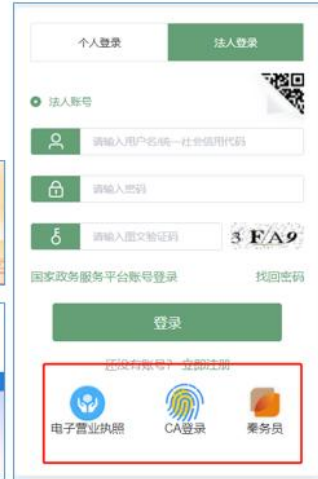 个人登录
法人登录
法人账号
请输入用户名/统一社会信用代码
请输入密码
请输入图文验证码
3 F A 9
国家政务服务平台账号登录
找回密码
登录
还没有账号? 立即注册
电子营业执照
CA登录
秦务员